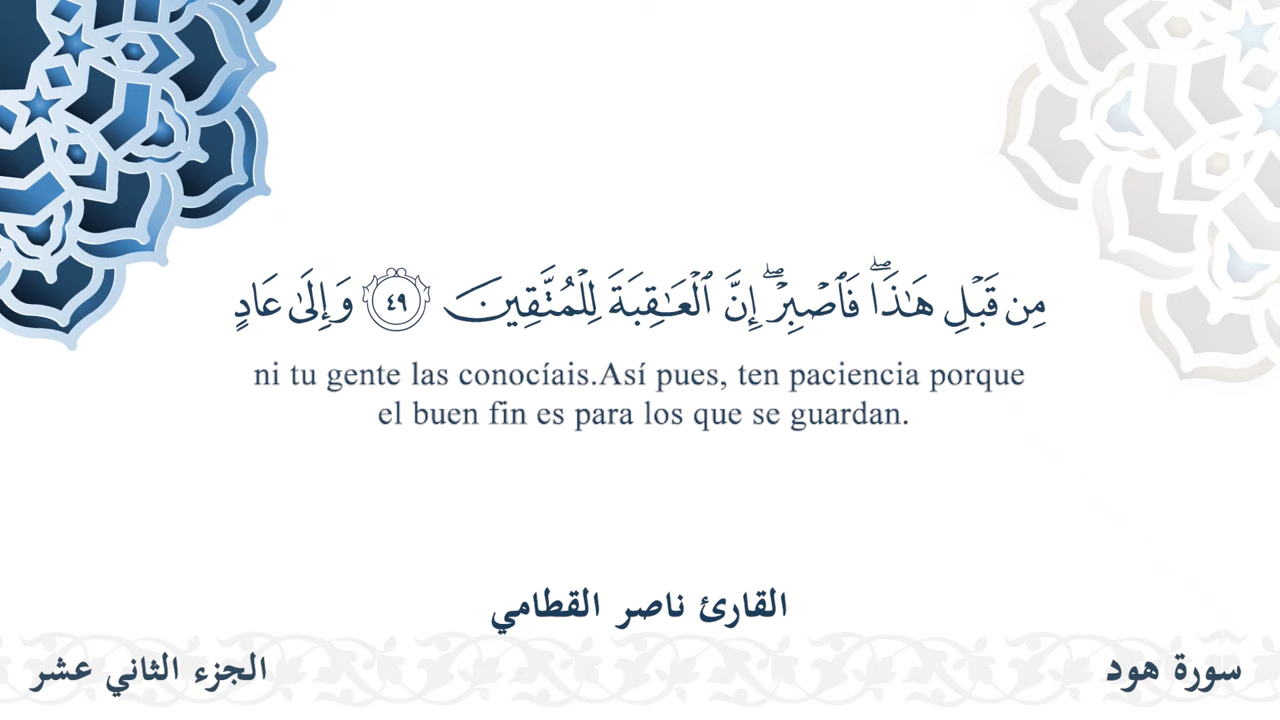 مِن قَبْلِ هَـٰذَا ۖ فَٱصْبِرْ ۖ إِنَّ ٱلْعَـٰقِبَةَ لِلْمُتَّقِينَ ٤٩ وَإِلَىٰ عَادٍ
ni tu gente las conocíais.Así pues, ten paciencia porque
el buen fin es para los que se guardan.
القارئ ناصر القطامي
سورة هود
الجزء الثاني عشر